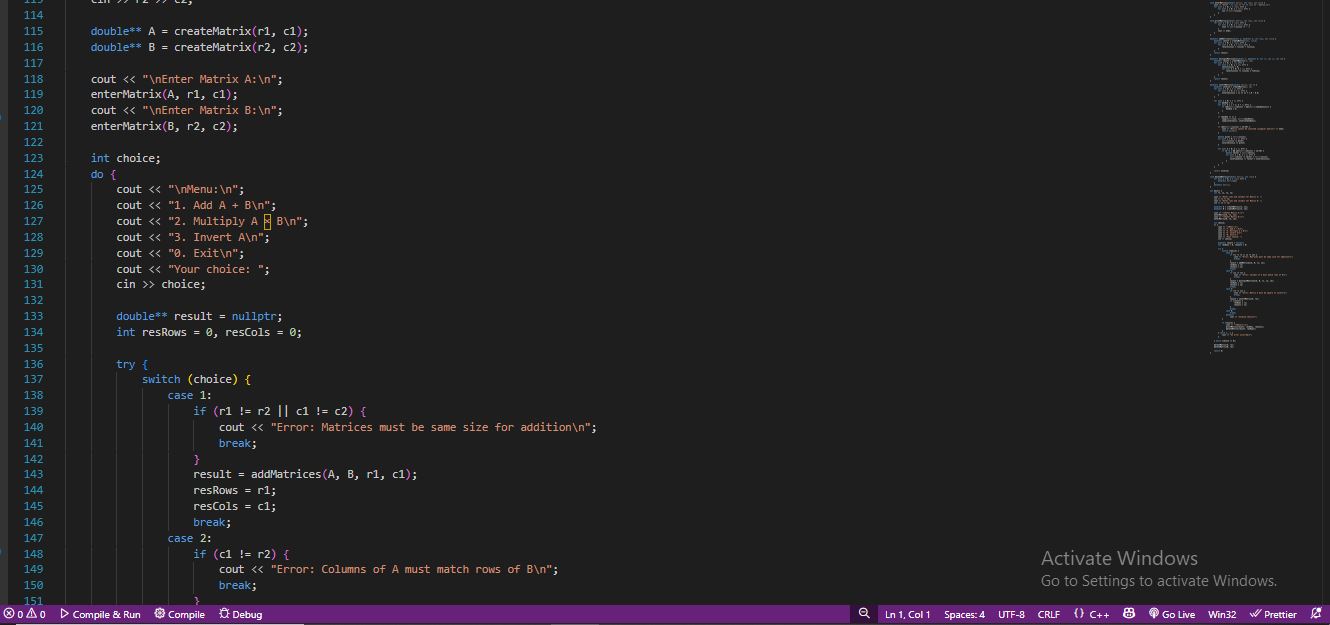 114
115 double** A = createMatrix(r1, c1);
116 double** B = createMatrix(r2, c2);
117
118 cout << "\nEnter Matrix A:\n";
119 enterMatrix(A, r1, c1);
120 cout << "\nEnter Matrix B:\n";
121 enterMatrix(B, r2, c2);
122
123 int choice;
124 do {
125 cout << "\nMenu:\n";
126 cout << "1. Add A + B\n";
127 cout << "2. Multiply A × B\n";
128 cout << "3. Invert A\n";
129 cout << "0. Exit\n";
130 cout << "Your choice: ";
131 cin >> choice;
132
133 double** result = nullptr;
134 int resRows = 0, resCols = 0;
135
136 try {
137 switch (choice) {
138 case 1:
139 if (r1 != r2 || c1 != c2) {
140 cout << "Error: Matrices must be same size for addition\n";
141 break;
142 }
143 result = addMatrices(A, B, r1, c1);
144 resRows = r1;
145 resCols = c1;
146 break;
147 case 2:
148 if (c1 != r2) {
149 cout << "Error: Columns of A must match rows of B\n";
150 break;
151 }
Activate Windows
Go to Settings to activate Windows.
0 0 Compile & Run Compile Debug Ln 1, Col 1 Spaces: 4 UTF-8 CRLF {} C++ Go Live Win32 Prettier